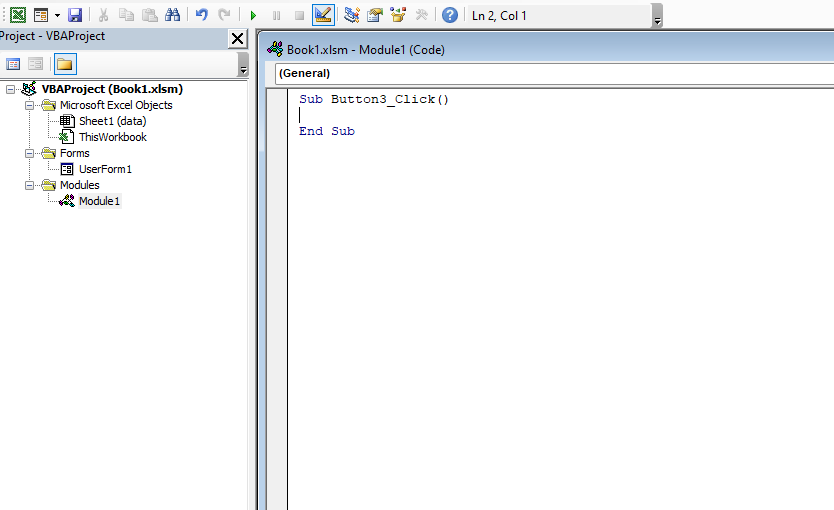 Ln 2, Col 1
Project - VBAProject
VBAProject (Book1.xlsm)
Microsoft Excel Objects
Sheet1 (data)
ThisWorkbook
Forms
UserForm1
Modules
Module1
Book1.xlsm - Module1 (Code)
(General)
Sub Button3_Click()
End Sub